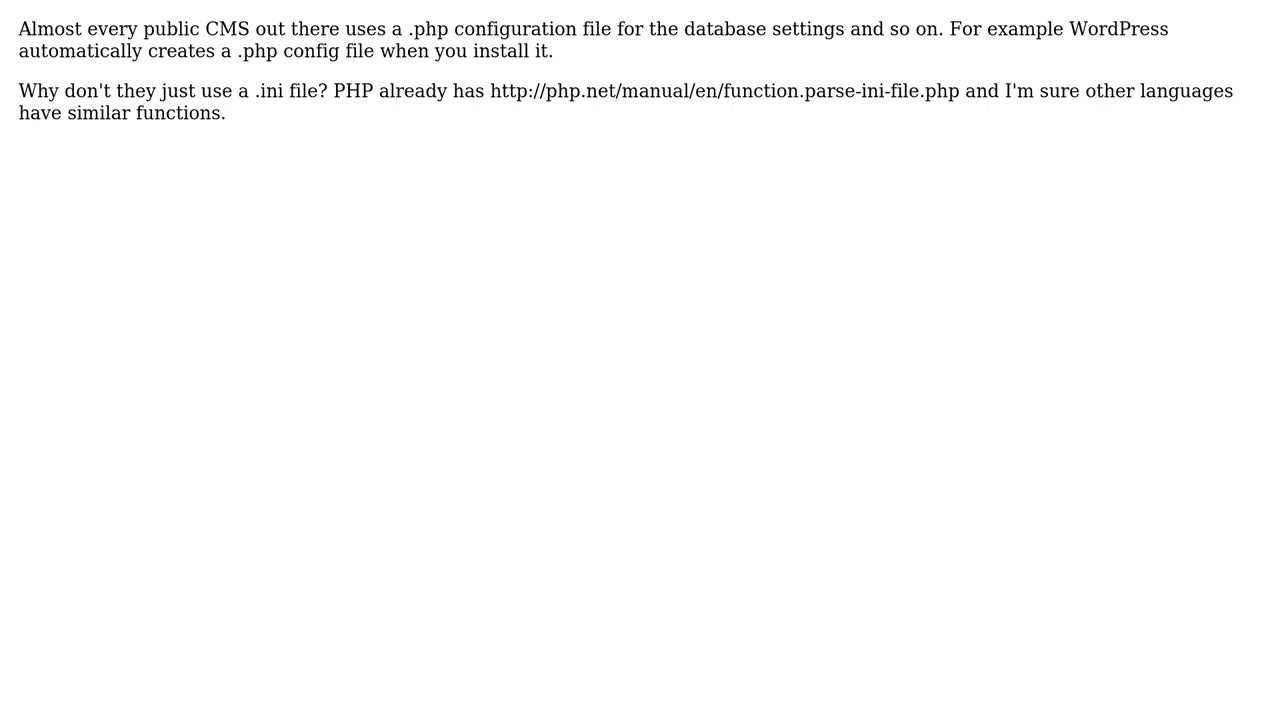 Almost every public CMS out there uses a .php configuration file for the database settings and so on. For example WordPress
automatically creates a .php config file when you install it.
Why don't they just use a .ini file? PHP already has http://php.net/manual/en/function.parse-ini-file.php and I'm sure other languages
have similar functions.